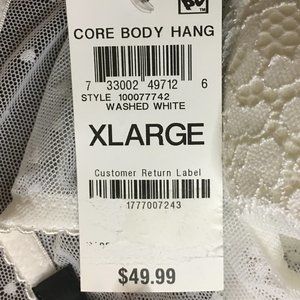 CORE BODY HANG
7 33002 49712 6
STYLE 100077742
WASHED WHITE
XLARGE
Customer Return Label
1777007243
$49.99